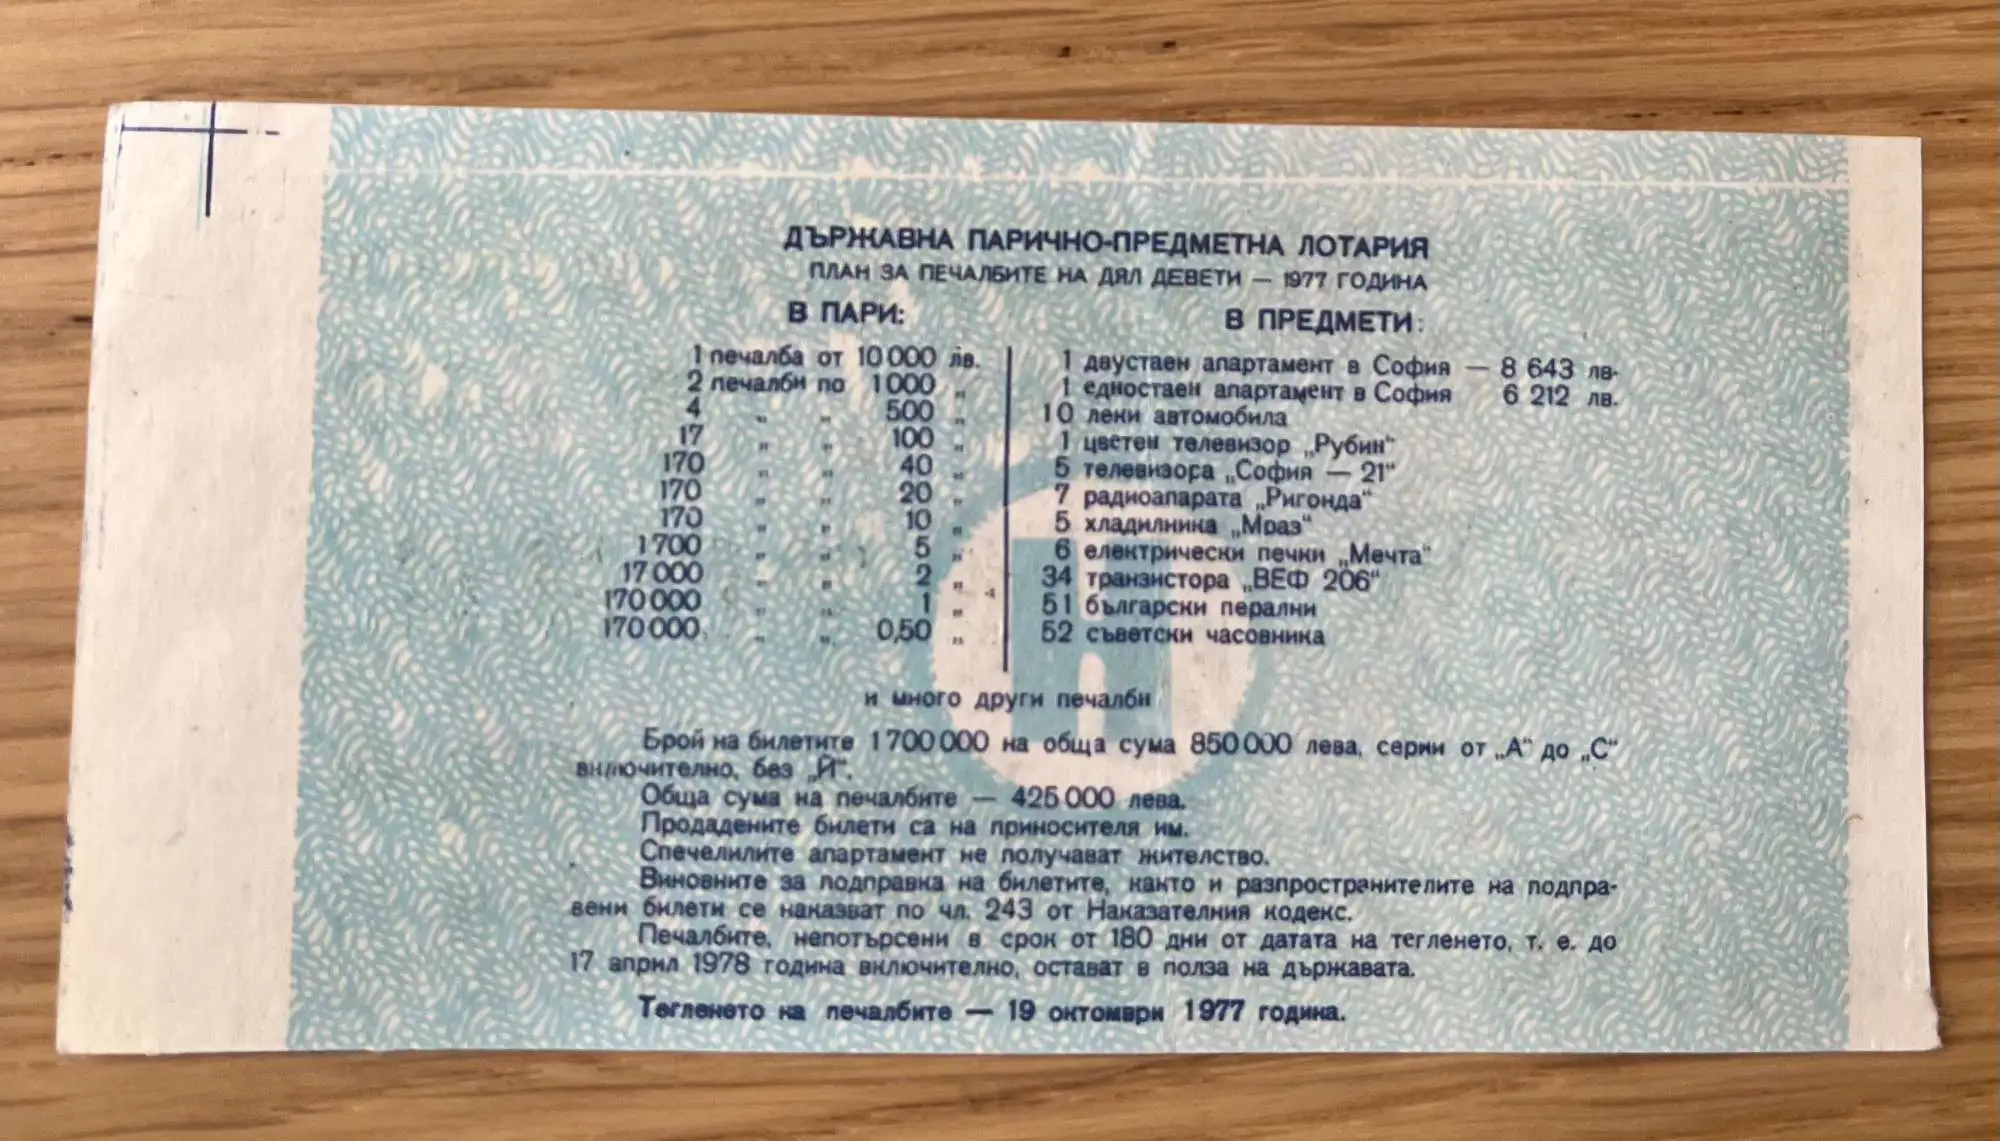 ДЪРЖАВНА ПАРИЧНО-ПРЕДМЕТНА ЛОТАРИЯ
ПЛАН ЗА ПЕЧАЛБИТЕ НА ДЯЛ ДЕВЕТИ — 1977 ГОДИНА
В ПАРИ:
1 печалба от 10 000 лв.
2 печалби по 1 000 „
4 „ „ 500 „
17 „ „ 100 „
170 „ „ 40 „
170 „ „ 20 „
170 „ „ 10 „
1 700 „ „ 5 „
17 000 „ „ 2 „
170 000 „ „ 1 „
170 000 „ „ 0,50 „
В ПРЕДМЕТИ:
1 двустаен апартамент в София — 8 643 лв.
1 едностаен апартамент в София 6 212 лв.
10 леки автомобила
1 цветен телевизор „Рубин“
5 телевизора „София — 21“
7 радиоапарата „Ригонда“
5 хладилника „Мраз“
6 електрически печки „Мечта“
34 транзистора „ВЕФ 206“
51 български перални
52 съветски часовника
и много други печалби
Брой на билетите 1 700 000 на обща сума 850 000 лева, серии от „А“ до „С“
включително, без „Й“.
Обща сума на печалбите — 425 000 лева.
Продадените билети са на приносителя им.
Спечелилите апартамент не получават жителство.
Виновните за подправка на билетите, както и разпространителите на подпра-
вени билети се наказват по чл. 243 от Наказателния кодекс.
Печалбите, непотърсени в срок от 180 дни от датата на тегленето, т. е. до
17 април 1978 година включително, остават в полза на държавата.
Тегленето на печалбите — 19 октомври 1977 година.